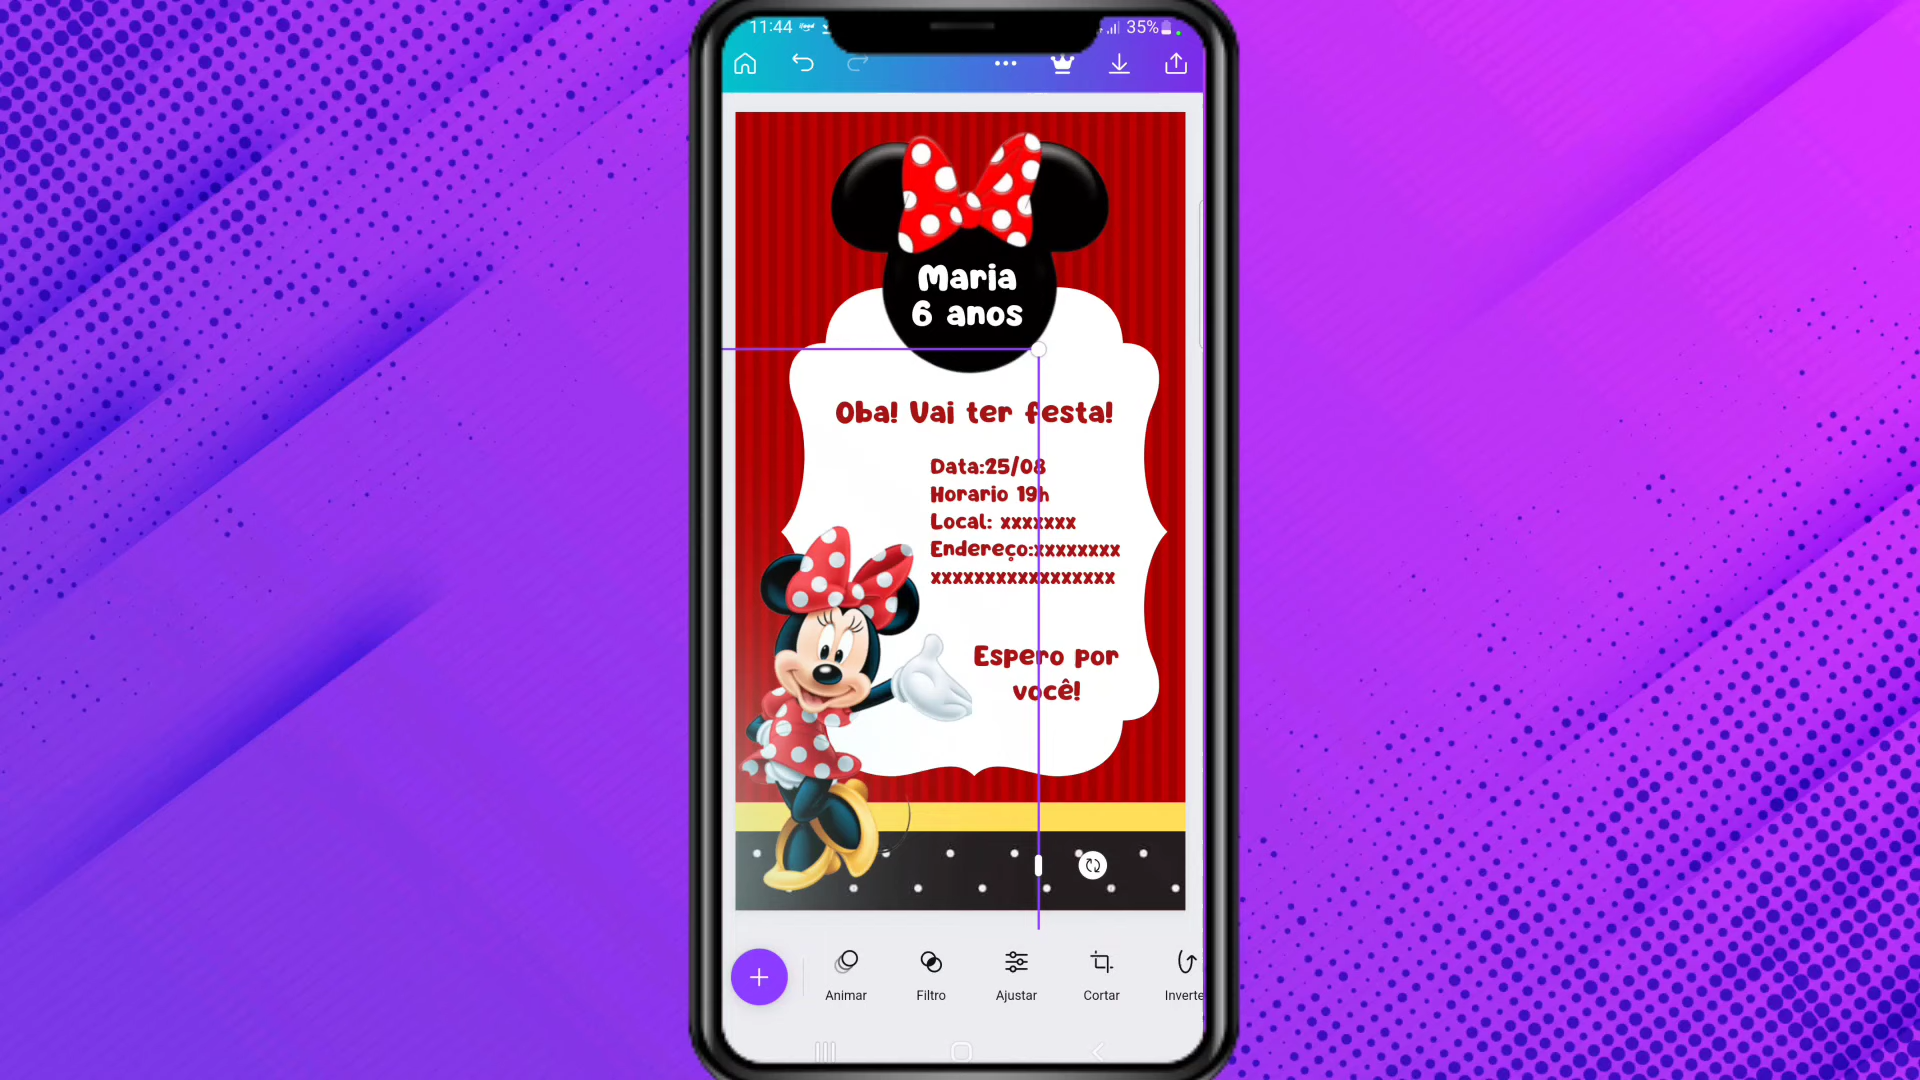 11:44
35%
Maria
6 anos
Oba! Vai ter festa!
Data:25/08
Horario 19h
Local: xxxxxxx
Endereço:xxxxxxxx
xxxxxxxxxxxxxxxxx
Espero por
você!
Animar
Filtro
Ajustar
Cortar
Inverte